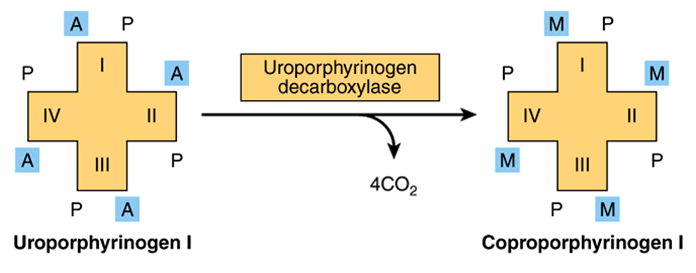 A P
P A
I
IV II
III
A P
P A
Uroporphyrinogen I
Uroporphyrinogen
decarboxylase
4CO₂
M P
P M
I
IV II
III
M P
P M
Coproporphyrinogen I